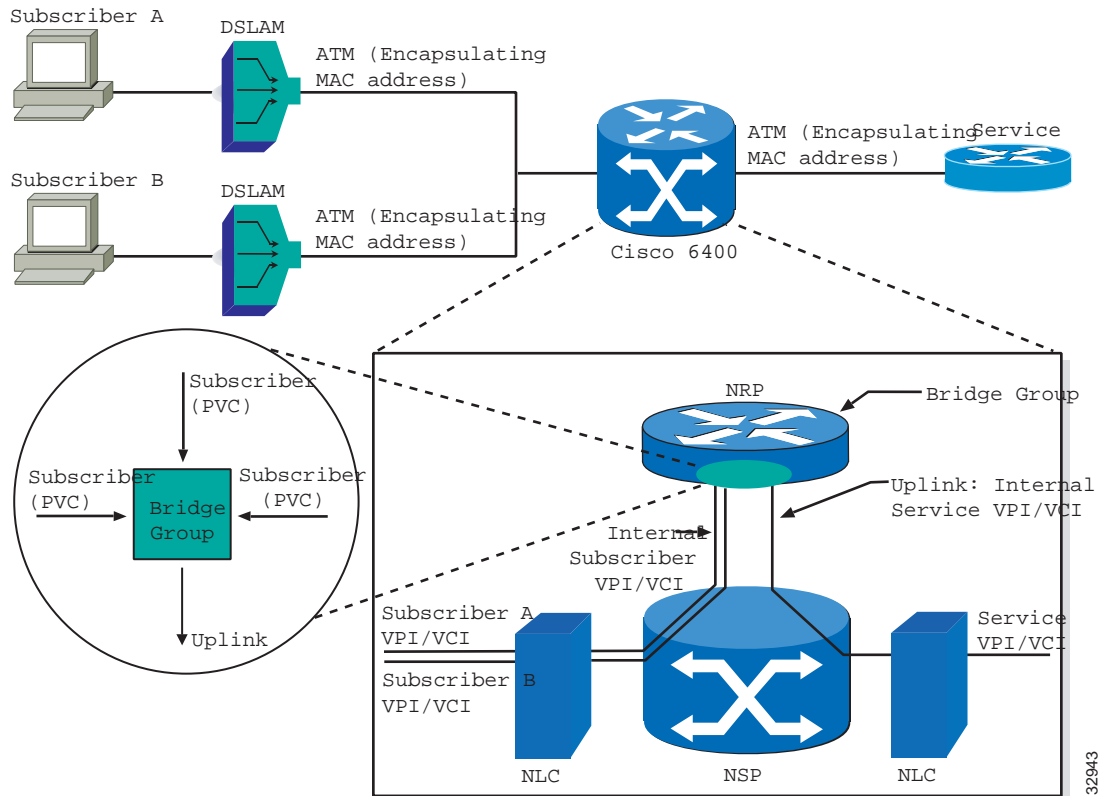 Subscriber A
DSLAM
ATM (Encapsulating
MAC address)
Subscriber B
DSLAM
ATM (Encapsulating
MAC address)
Cisco 6400
ATM (Encapsulating
MAC address)
Service
Subscriber
(PVC)
Subscriber
(PVC)
Subscriber
(PVC)
Bridge
Group
Uplink
NRP
Bridge Group
Uplink: Internal
Service VPI/VCI
Internal
Subscriber
VPI/VCI
Subscriber A
VPI/VCI
Subscriber B
VPI/VCI
Service
VPI/VCI
NLC
NSP
NLC
32943